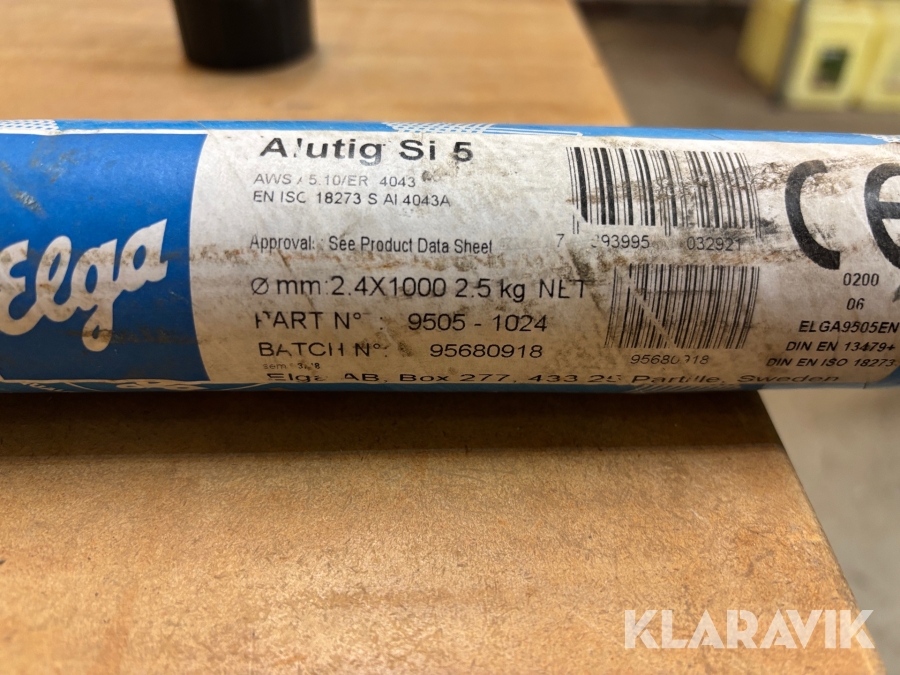 Elga
Alutig Si 5
AWS A 5.10/ER 4043
EN ISO 18273 S Al 4043A
Approval: See Product Data Sheet
Ø mm: 2.4X1000 2.5 kg NET
PART N° : 9505 - 1024
BATCH N°: 95680918
Elga AB, Box 277, 433 25 Partille, Sweden
7 393995 032921
95680918
CE
0200
06
ELGA9505EN
DIN EN 13479+
DIN EN ISO 18273
KLARAVIK